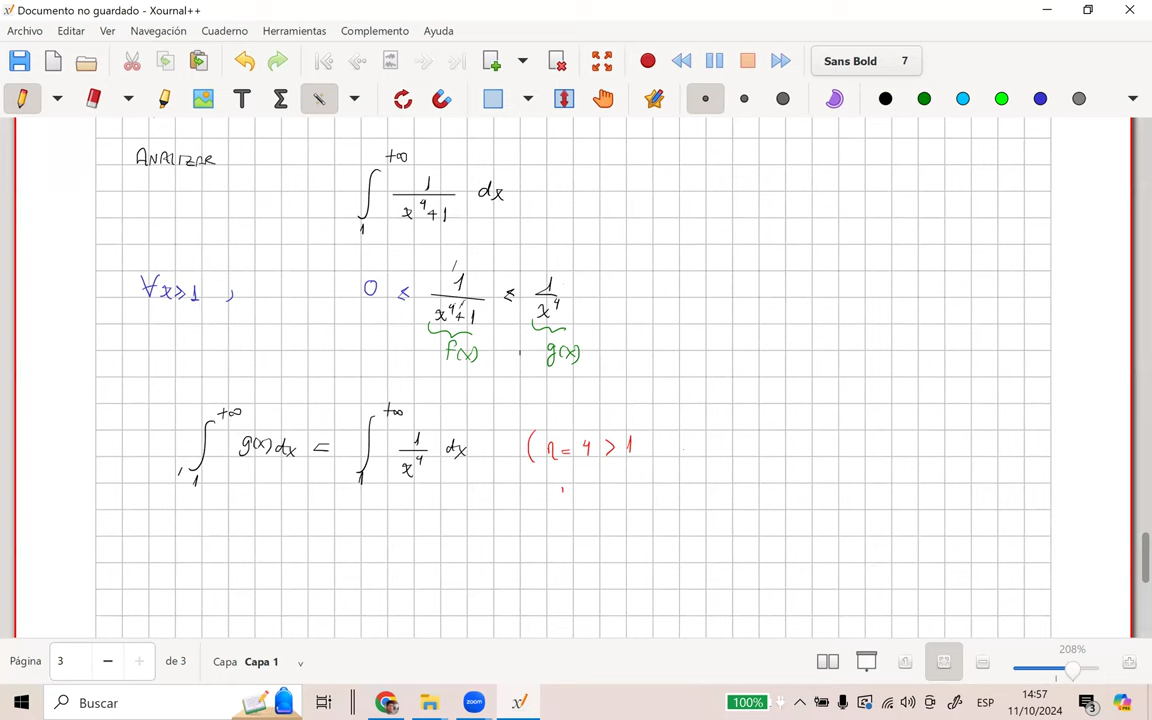 Documento no guardado - Xournal++
Archivo Editar Ver Navegación Cuaderno Herramientas Complemento Ayuda
Sans Bold 7
ANALIZAR
∫₁^{+∞} 1/(x⁴+1) dx
∀x≥1, 0 ≤ 1/(x⁴+1) ≤ 1/x⁴
f(x) g(x)
∫₁^{+∞} g(x)dx = ∫₁^{+∞} 1/x⁴ dx (n = 4 > 1
Página 3 de 3 Capa Capa 1 208%
Buscar 100% ESP 14:57
11/10/2024 3